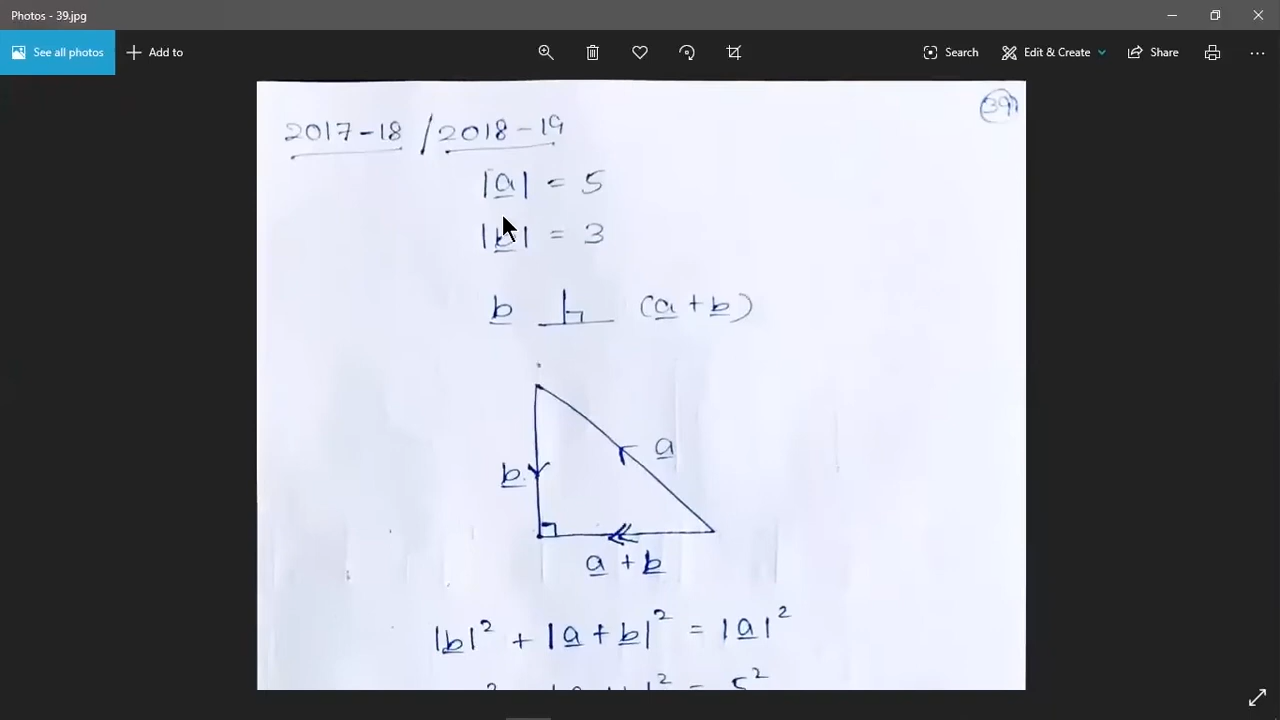 Photos - 39.jpg
See all photos
Add to
Search
Edit & Create
Share
39
2017-18 / 2018-19
|a| = 5
|b| = 3
b ⊥ (a + b)
a
b
a + b
|b|² + |a + b|² = |a|²
= 5²